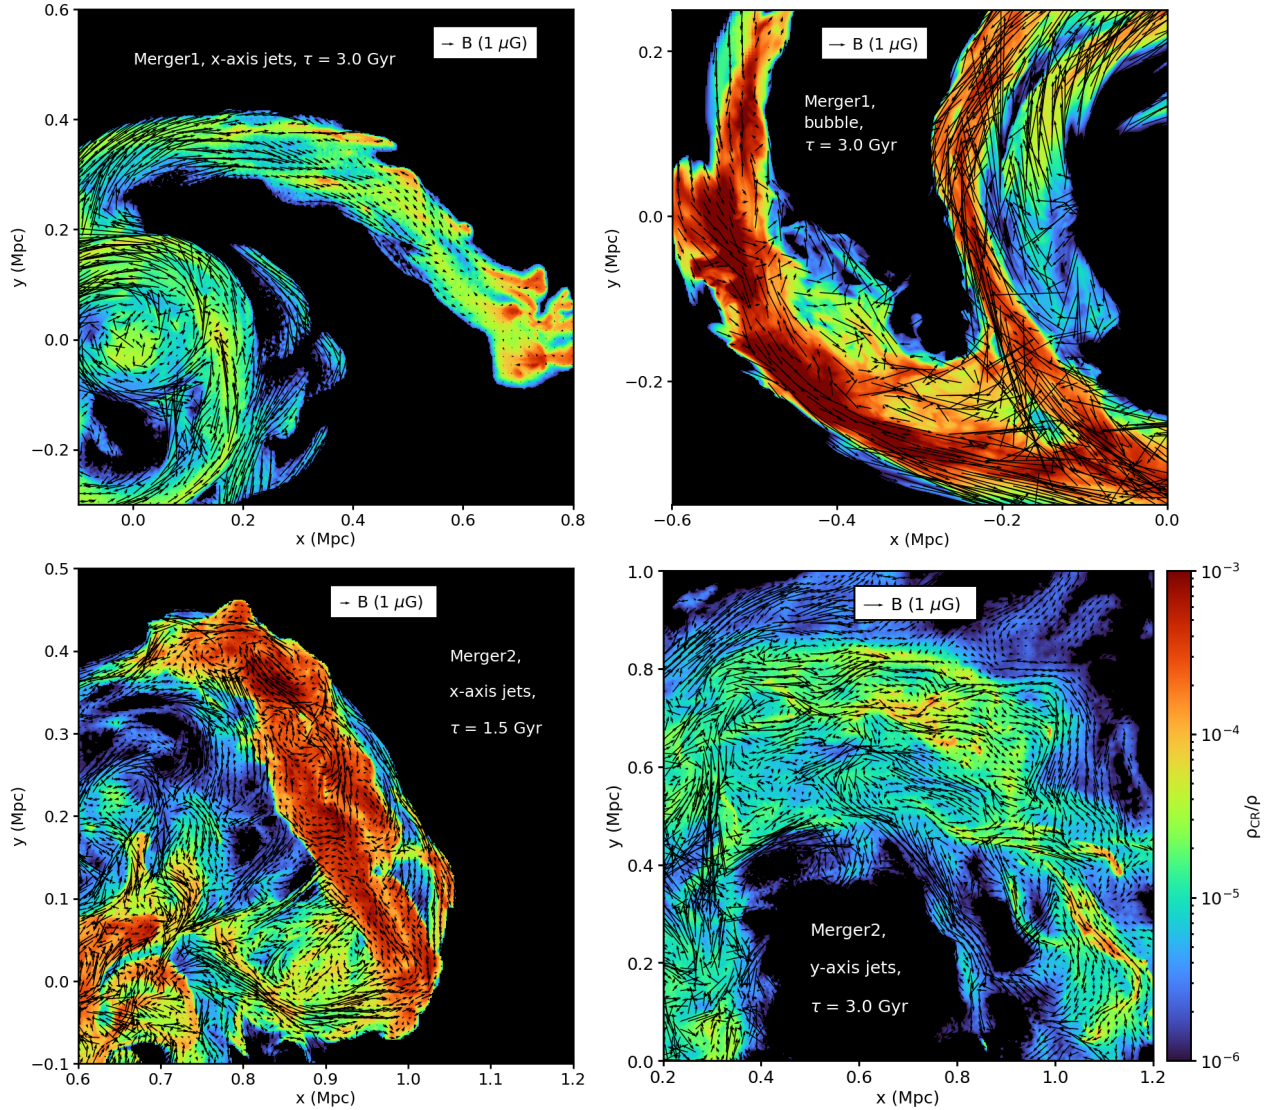 0.6
0.5
0.4
0.3
0.2
0.1
0.0
−0.2
y (Mpc)
Merger1, x-axis jets, τ = 3.0 Gyr
B (1 μG)
0.0
0.2
0.4
0.6
0.8
x (Mpc)
0.2
0.0
−0.2
y (Mpc)
B (1 μG)
Merger1,
bubble,
τ = 3.0 Gyr
−0.6
−0.4
−0.2
0.0
x (Mpc)
0.5
0.4
0.3
0.2
0.1
0.0
−0.1
y (Mpc)
B (1 μG)
Merger2,
x-axis jets,
τ = 1.5 Gyr
0.6
0.7
0.8
0.9
1.0
1.1
1.2
x (Mpc)
1.0
0.8
0.6
0.4
0.2
0.0
y (Mpc)
B (1 μG)
Merger2,
y-axis jets,
τ = 3.0 Gyr
0.2
0.4
0.6
0.8
1.0
1.2
x (Mpc)
10⁻³
10⁻⁴
10⁻⁵
10⁻⁶
ρCR/ρ